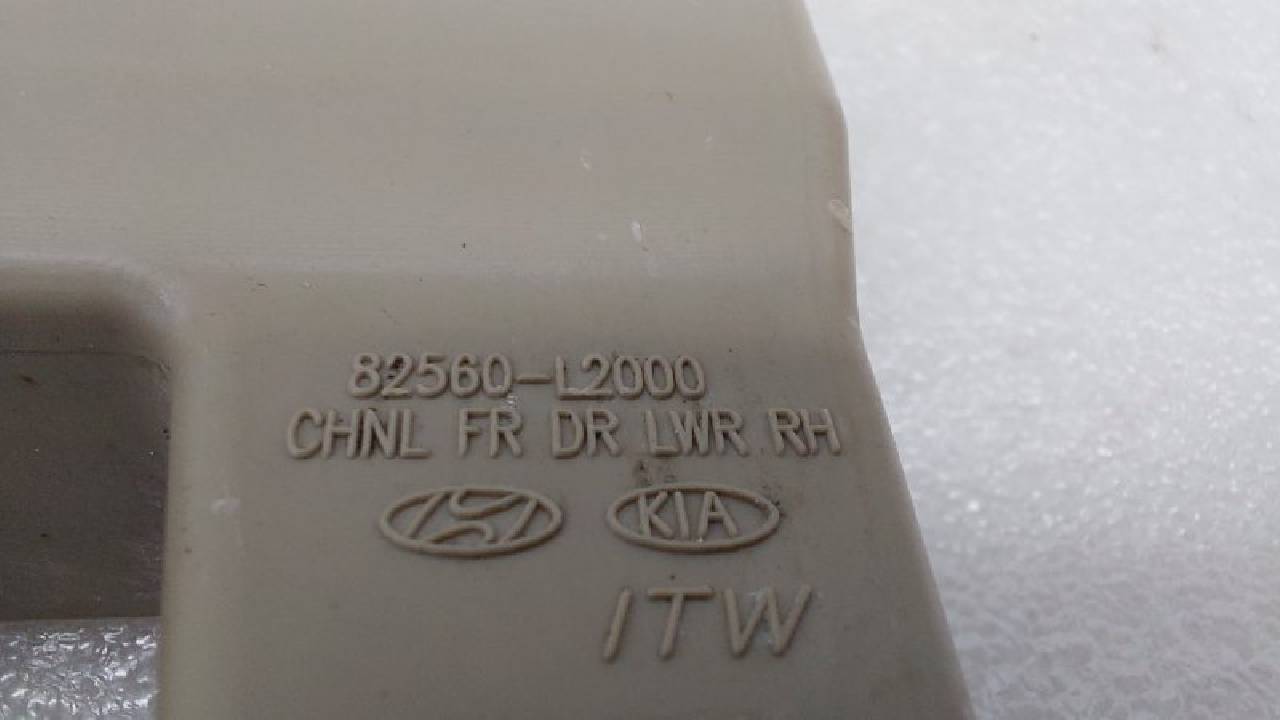 82560-L2000
CHNL FR DR LWR RH
KIA
ITW